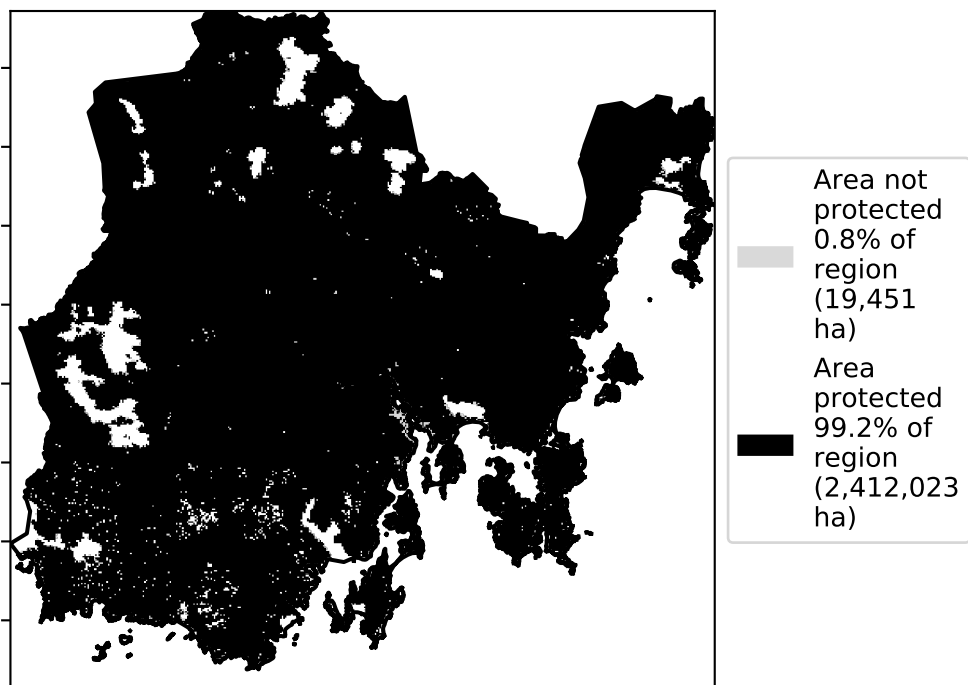 Area not
protected
0.8% of
region
(19,451
ha)
Area
protected
99.2% of
region
(2,412,023
ha)